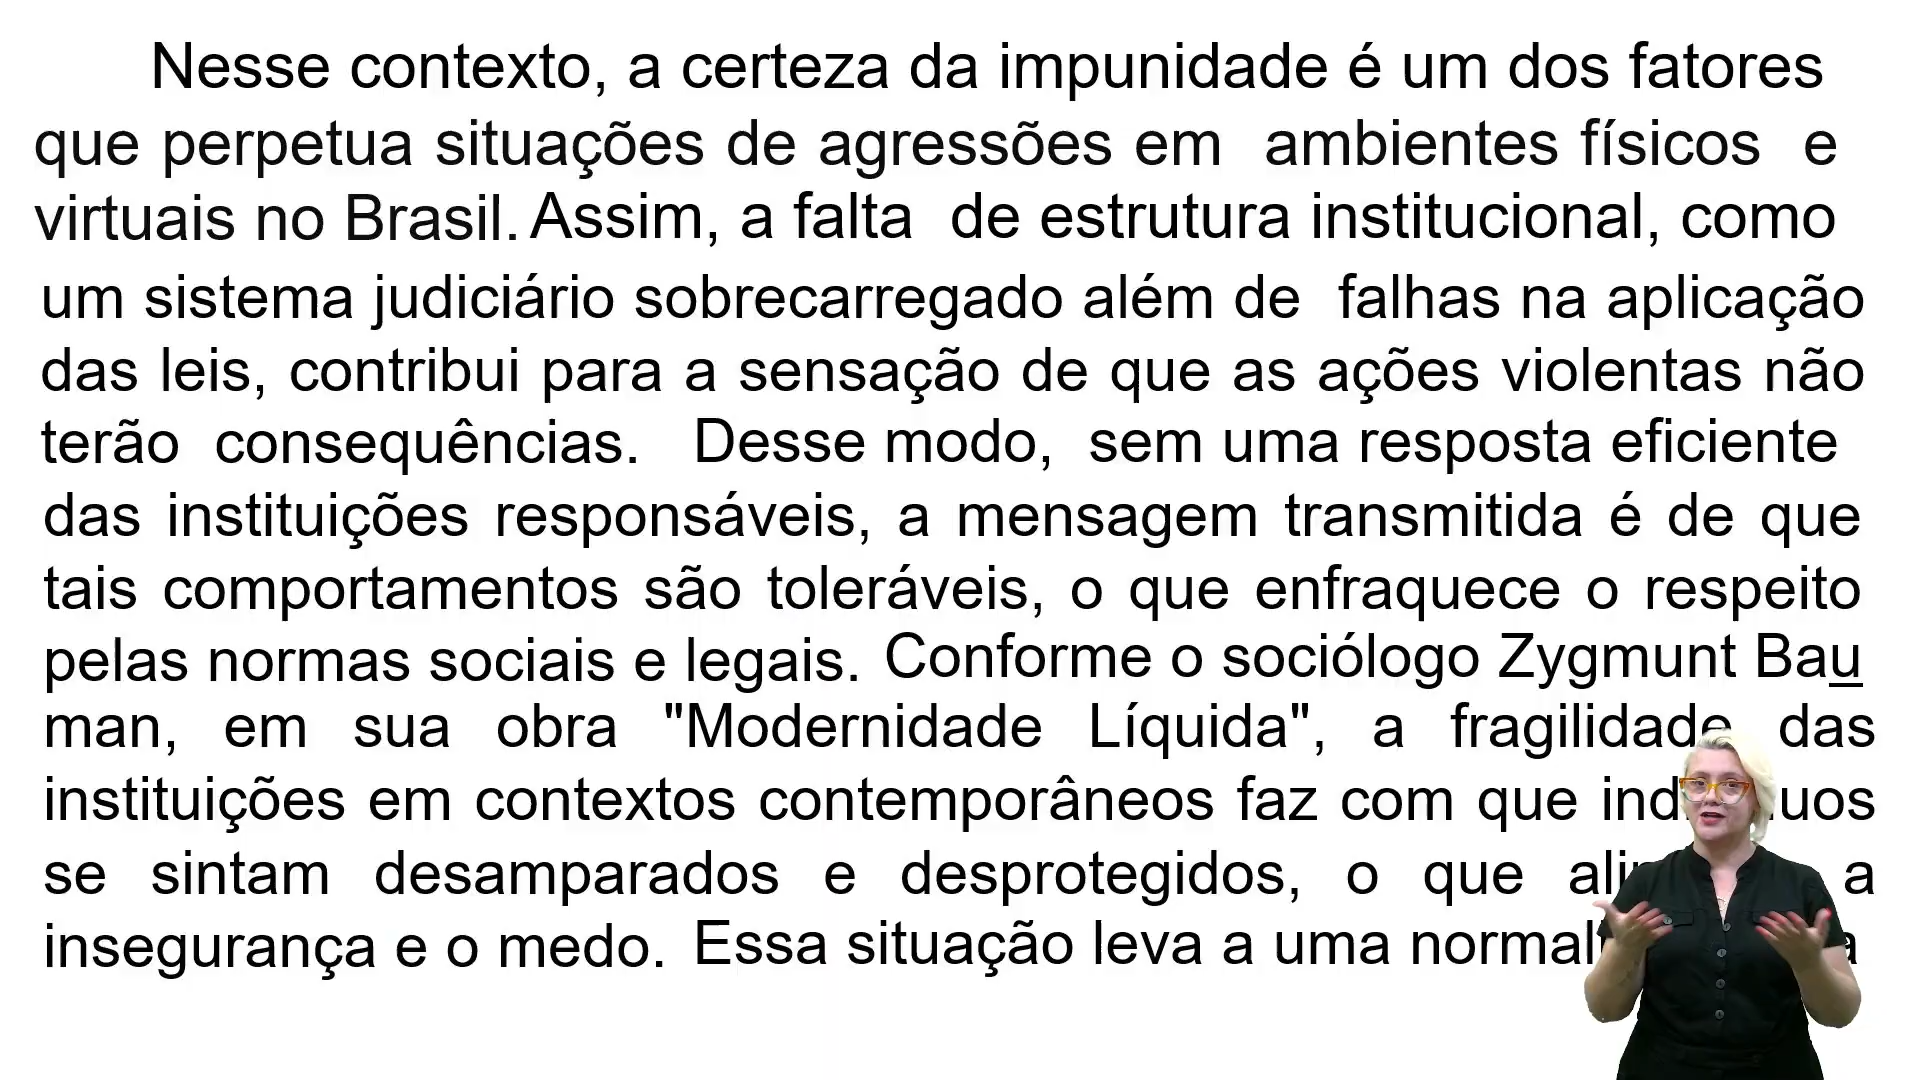 Nesse contexto, a certeza da impunidade é um dos fatores
que perpetua situações de agressões em ambientes físicos e
virtuais no Brasil. Assim, a falta de estrutura institucional, como
um sistema judiciário sobrecarregado além de falhas na aplicação
das leis, contribui para a sensação de que as ações violentas não
terão consequências. Desse modo, sem uma resposta eficiente
das instituições responsáveis, a mensagem transmitida é de que
tais comportamentos são toleráveis, o que enfraquece o respeito
pelas normas sociais e legais. Conforme o sociólogo Zygmunt Bau
man, em sua obra "Modernidade Líquida", a fragilidade das
instituições em contextos contemporâneos faz com que
se sintam desamparados e desprotegidos, o que a
insegurança e o medo. Essa situação leva a uma